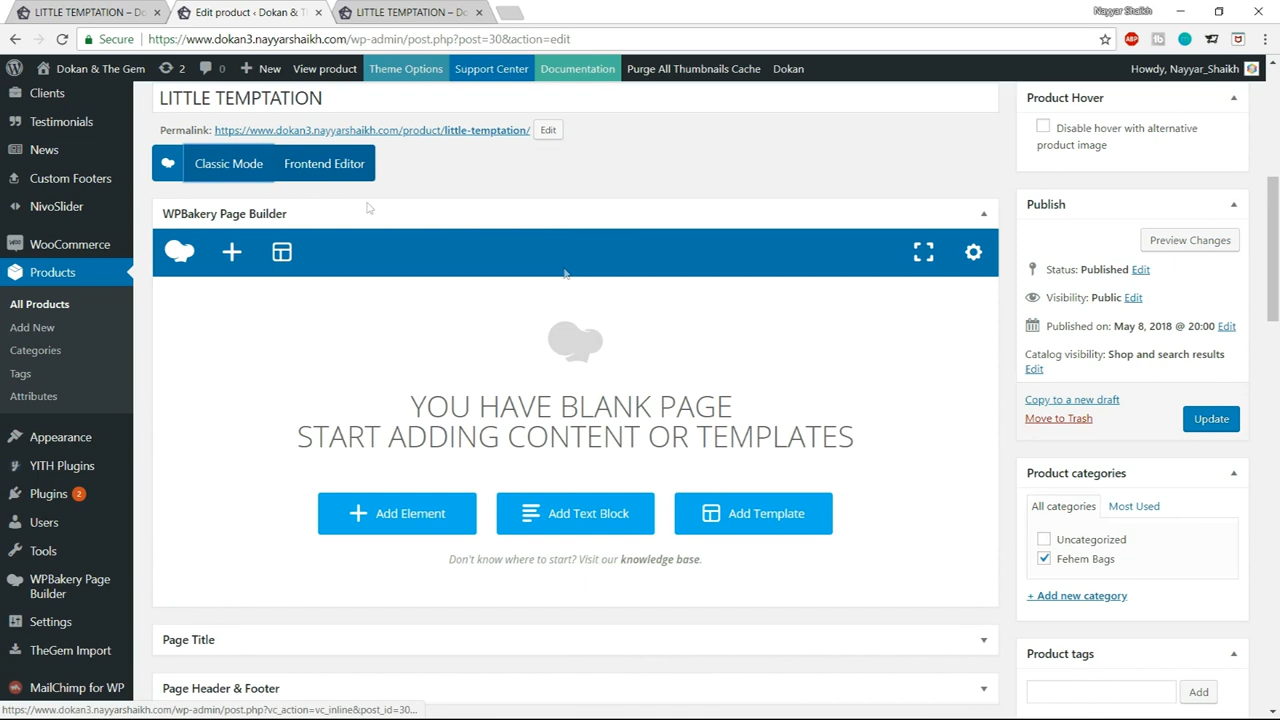 LITTLE TEMPTATION – Do
Edit product ‹ Dokan & T
LITTLE TEMPTATION – Do
Nayyar Shaikh
Secure
https://www.dokan3.nayyarshaikh.com/wp-admin/post.php?post=30&action=edit
ABP
Dokan & The Gem
2
0
New
View product
Theme Options
Support Center
Documentation
Purge All Thumbnails Cache
Dokan
Howdy, Nayyar_Shaikh
Clients
Testimonials
News
Custom Footers
NivoSlider
WooCommerce
Products
All Products
Add New
Categories
Tags
Attributes
Appearance
YITH Plugins
Plugins 2
Users
Tools
WPBakery Page
Builder
Settings
TheGem Import
MailChimp for WP
LITTLE TEMPTATION
Permalink: https://www.dokan3.nayyarshaikh.com/product/little-temptation/ Edit
Classic Mode
Frontend Editor
WPBakery Page Builder
YOU HAVE BLANK PAGE
START ADDING CONTENT OR TEMPLATES
Add Element
Add Text Block
Add Template
Don't know where to start? Visit our knowledge base.
Page Title
Page Header & Footer
Product Hover
Disable hover with alternative
product image
Publish
Preview Changes
Status: Published Edit
Visibility: Public Edit
Published on: May 8, 2018 @ 20:00 Edit
Catalog visibility: Shop and search results
Edit
Copy to a new draft
Move to Trash
Update
Product categories
All categories
Most Used
Uncategorized
Fehem Bags
+ Add new category
Product tags
Add
https://www.dokan3.nayyarshaikh.com/wp-admin/post.php?vc_action=vc_inline&post_id=30...